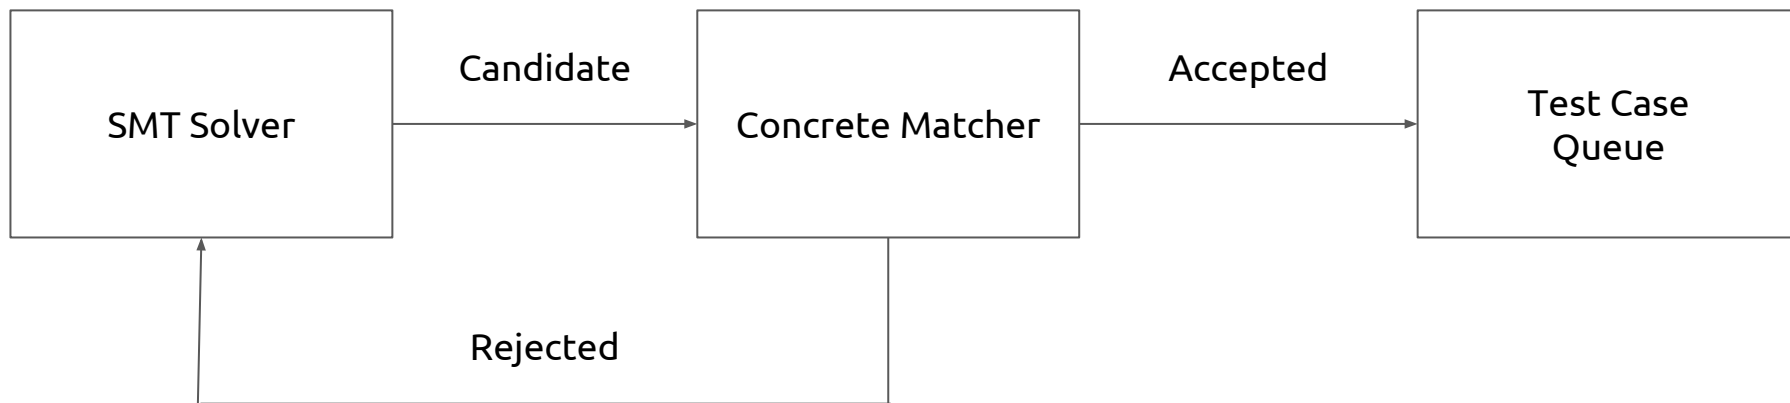 Candidate
Accepted
SMT Solver
Concrete Matcher
Test Case
Queue
Rejected